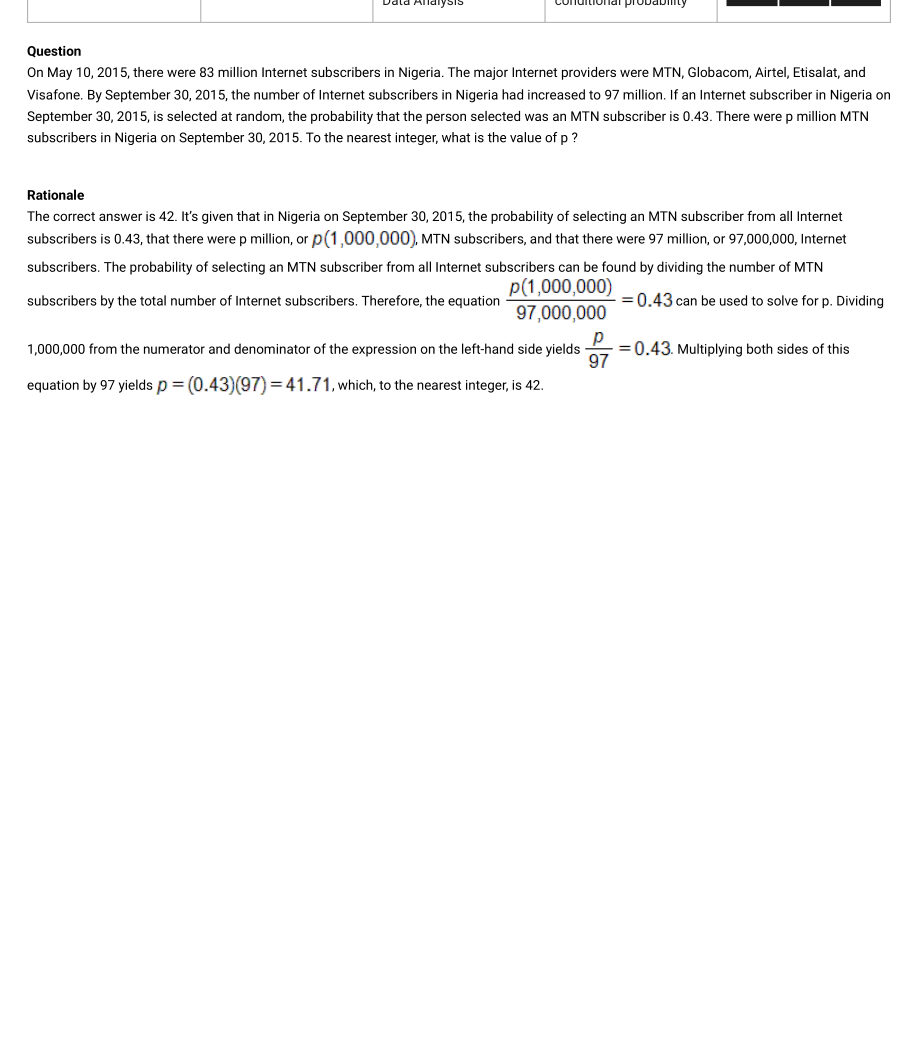 Data Analysis conditional probability
Question
On May 10, 2015, there were 83 million Internet subscribers in Nigeria. The major Internet providers were MTN, Globacom, Airtel, Etisalat, and
Visafone. By September 30, 2015, the number of Internet subscribers in Nigeria had increased to 97 million. If an Internet subscriber in Nigeria on
September 30, 2015, is selected at random, the probability that the person selected was an MTN subscriber is 0.43. There were p million MTN
subscribers in Nigeria on September 30, 2015. To the nearest integer, what is the value of p ?
Rationale
The correct answer is 42. It’s given that in Nigeria on September 30, 2015, the probability of selecting an MTN subscriber from all Internet
subscribers is 0.43, that there were p million, or p(1,000,000), MTN subscribers, and that there were 97 million, or 97,000,000, Internet
subscribers. The probability of selecting an MTN subscriber from all Internet subscribers can be found by dividing the number of MTN
subscribers by the total number of Internet subscribers. Therefore, the equation p(1,000,000)/97,000,000 = 0.43 can be used to solve for p. Dividing
1,000,000 from the numerator and denominator of the expression on the left-hand side yields p/97 = 0.43. Multiplying both sides of this
equation by 97 yields p = (0.43)(97) = 41.71, which, to the nearest integer, is 42.